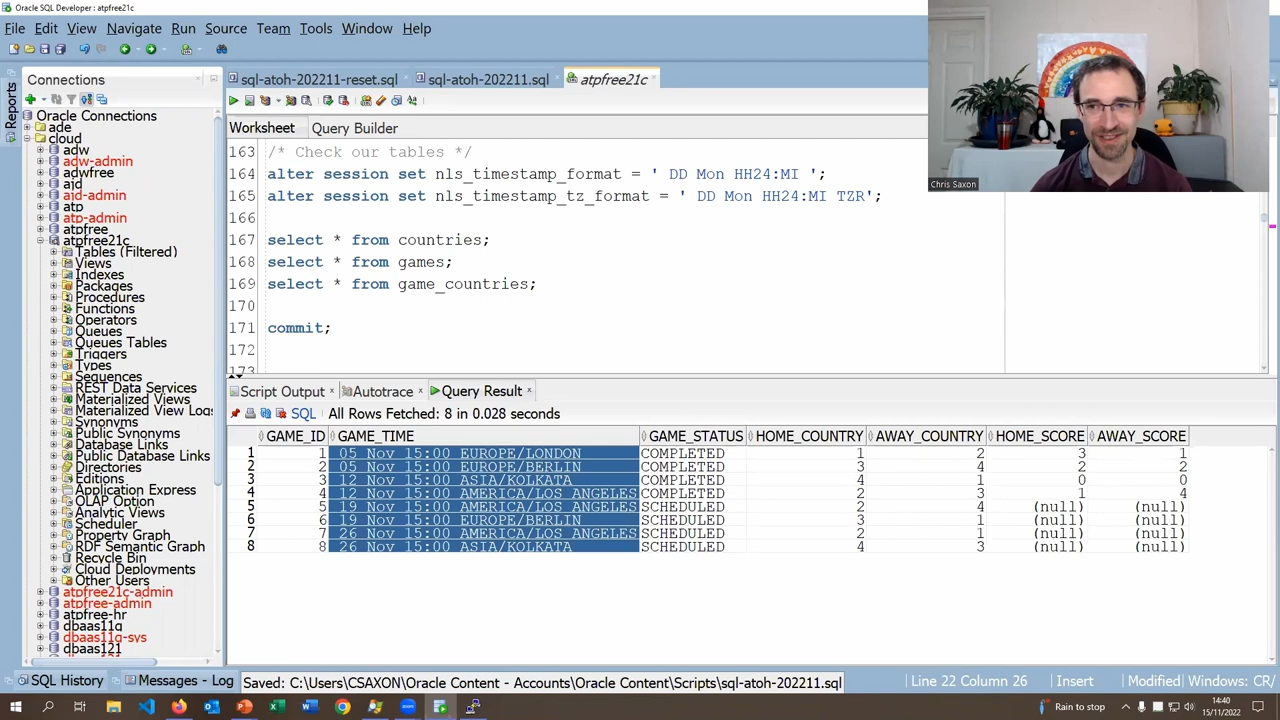 Oracle SQL Developer : atpfree21c
File Edit View Navigate Run Source Team Tools Window Help
Connections
sql-atoh-202211-reset.sql
sql-atoh-202211.sql
atpfree21c
Reports
Oracle Connections
ade
cloud
adw
adw-admin
adwfree
ajd
ajd-admin
atp
atp-admin
atpfree
atpfree21c
Tables (Filtered)
Views
Indexes
Packages
Procedures
Functions
Operators
Queues
Queues Tables
Triggers
Types
Sequences
REST Data Services
Materialized Views
Materialized View Logs
Synonyms
Public Synonyms
Database Links
Public Database Links
Directories
Editions
Application Express
OLAP Option
Analytic Views
Scheduler
Property Graph
RDF Semantic Graph
Recycle Bin
Cloud Deployments
Other Users
atpfree21c-admin
atpfree-admin
atpfree-hr
dbaas11g
dbaas11g-sys
dbaas121
Worksheet Query Builder
163 /* Check our tables */
164 alter session set nls_timestamp_format = ' DD Mon HH24:MI ';
165 alter session set nls_timestamp_tz_format = ' DD Mon HH24:MI TZR';
166
167 select * from countries;
168 select * from games;
169 select * from game_countries;
170
171 commit;
172
173
Chris Saxon
Script Output × Autotrace × Query Result ×
SQL All Rows Fetched: 8 in 0.028 seconds
GAME_ID GAME_TIME GAME_STATUS HOME_COUNTRY AWAY_COUNTRY HOME_SCORE AWAY_SCORE
1 1 05 Nov 15:00 EUROPE/LONDON COMPLETED 1 2 3 1
2 2 05 Nov 15:00 EUROPE/BERLIN COMPLETED 3 4 2 2
3 3 12 Nov 15:00 ASIA/KOLKATA COMPLETED 4 1 0 0
4 4 12 Nov 15:00 AMERICA/LOS_ANGELES COMPLETED 2 3 1 4
5 5 19 Nov 15:00 AMERICA/LOS_ANGELES SCHEDULED 2 4 (null) (null)
6 6 19 Nov 15:00 EUROPE/BERLIN SCHEDULED 3 1 (null) (null)
7 7 26 Nov 15:00 AMERICA/LOS_ANGELES SCHEDULED 2 1 (null) (null)
8 8 26 Nov 15:00 ASIA/KOLKATA SCHEDULED 4 3 (null) (null)
SQL History Messages - Log Saved: C:\Users\CSAXON\Oracle Content - Accounts\Oracle Content\Scripts\sql-atoh-202211.sql Line 22 Column 26 Insert Modified Windows: CR/
Rain to stop
14:40
15/11/2022